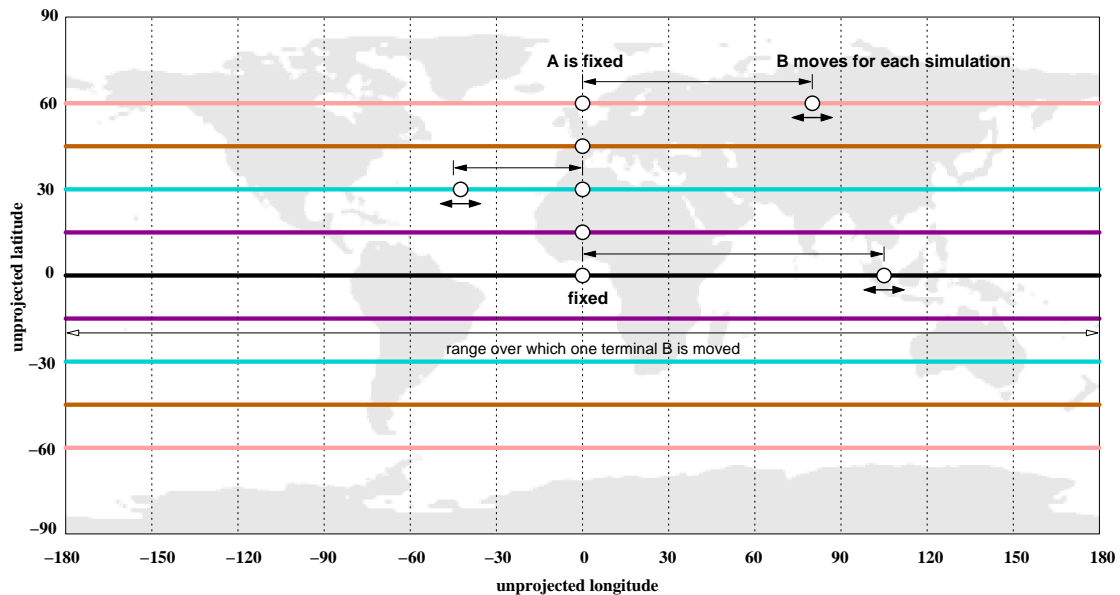 90
A is fixed
B moves for each simulation
60
30
0
fixed
range over which one terminal B is moved
−30
−60
−90
−180 −150 −120 −90 −60 −30 0 30 60 90 120 150 180
unprojected longitude
unprojected latitude